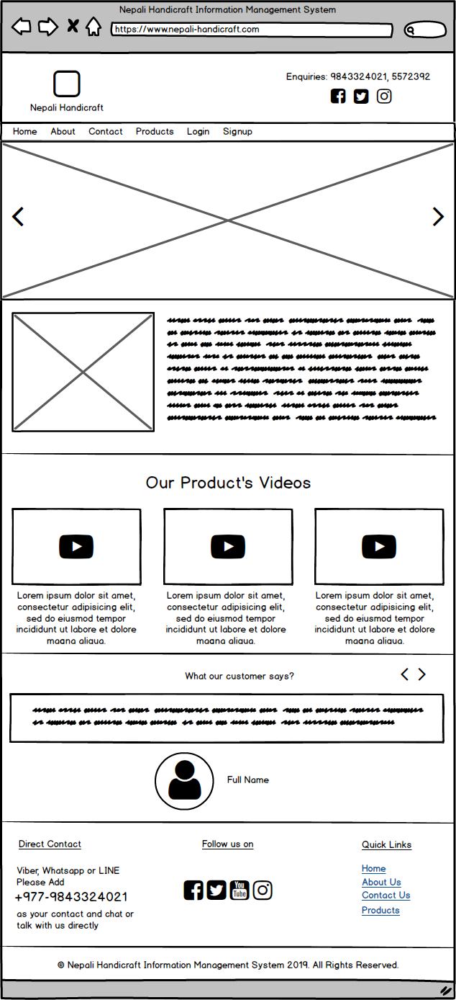 Nepali Handicraft Information Management System
https://www.nepali-handicraft.com
Enquiries: 9843324021, 5572392
Nepali Handicraft
Home About Contact Products Login Signup
Our Product's Videos
Lorem ipsum dolor sit amet,
consectetur adipisicing elit,
sed do eiusmod tempor
incididunt ut labore et dolore
magna aliqua.
Lorem ipsum dolor sit amet,
consectetur adipisicing elit,
sed do eiusmod tempor
incididunt ut labore et dolore
magna aliqua.
Lorem ipsum dolor sit amet,
consectetur adipisicing elit,
sed do eiusmod tempor
incididunt ut labore et dolore
magna aliqua.
What our customer says?
Full Name
Direct Contact
Viber, Whatsapp or LINE
Please Add
+977-9843324021
as your contact and chat or
talk with us directly
Follow us on
You
Tube
Quick Links
Home
About Us
Contact Us
Products
© Nepali Handicraft Information Management System 2019. All Rights Reserved.